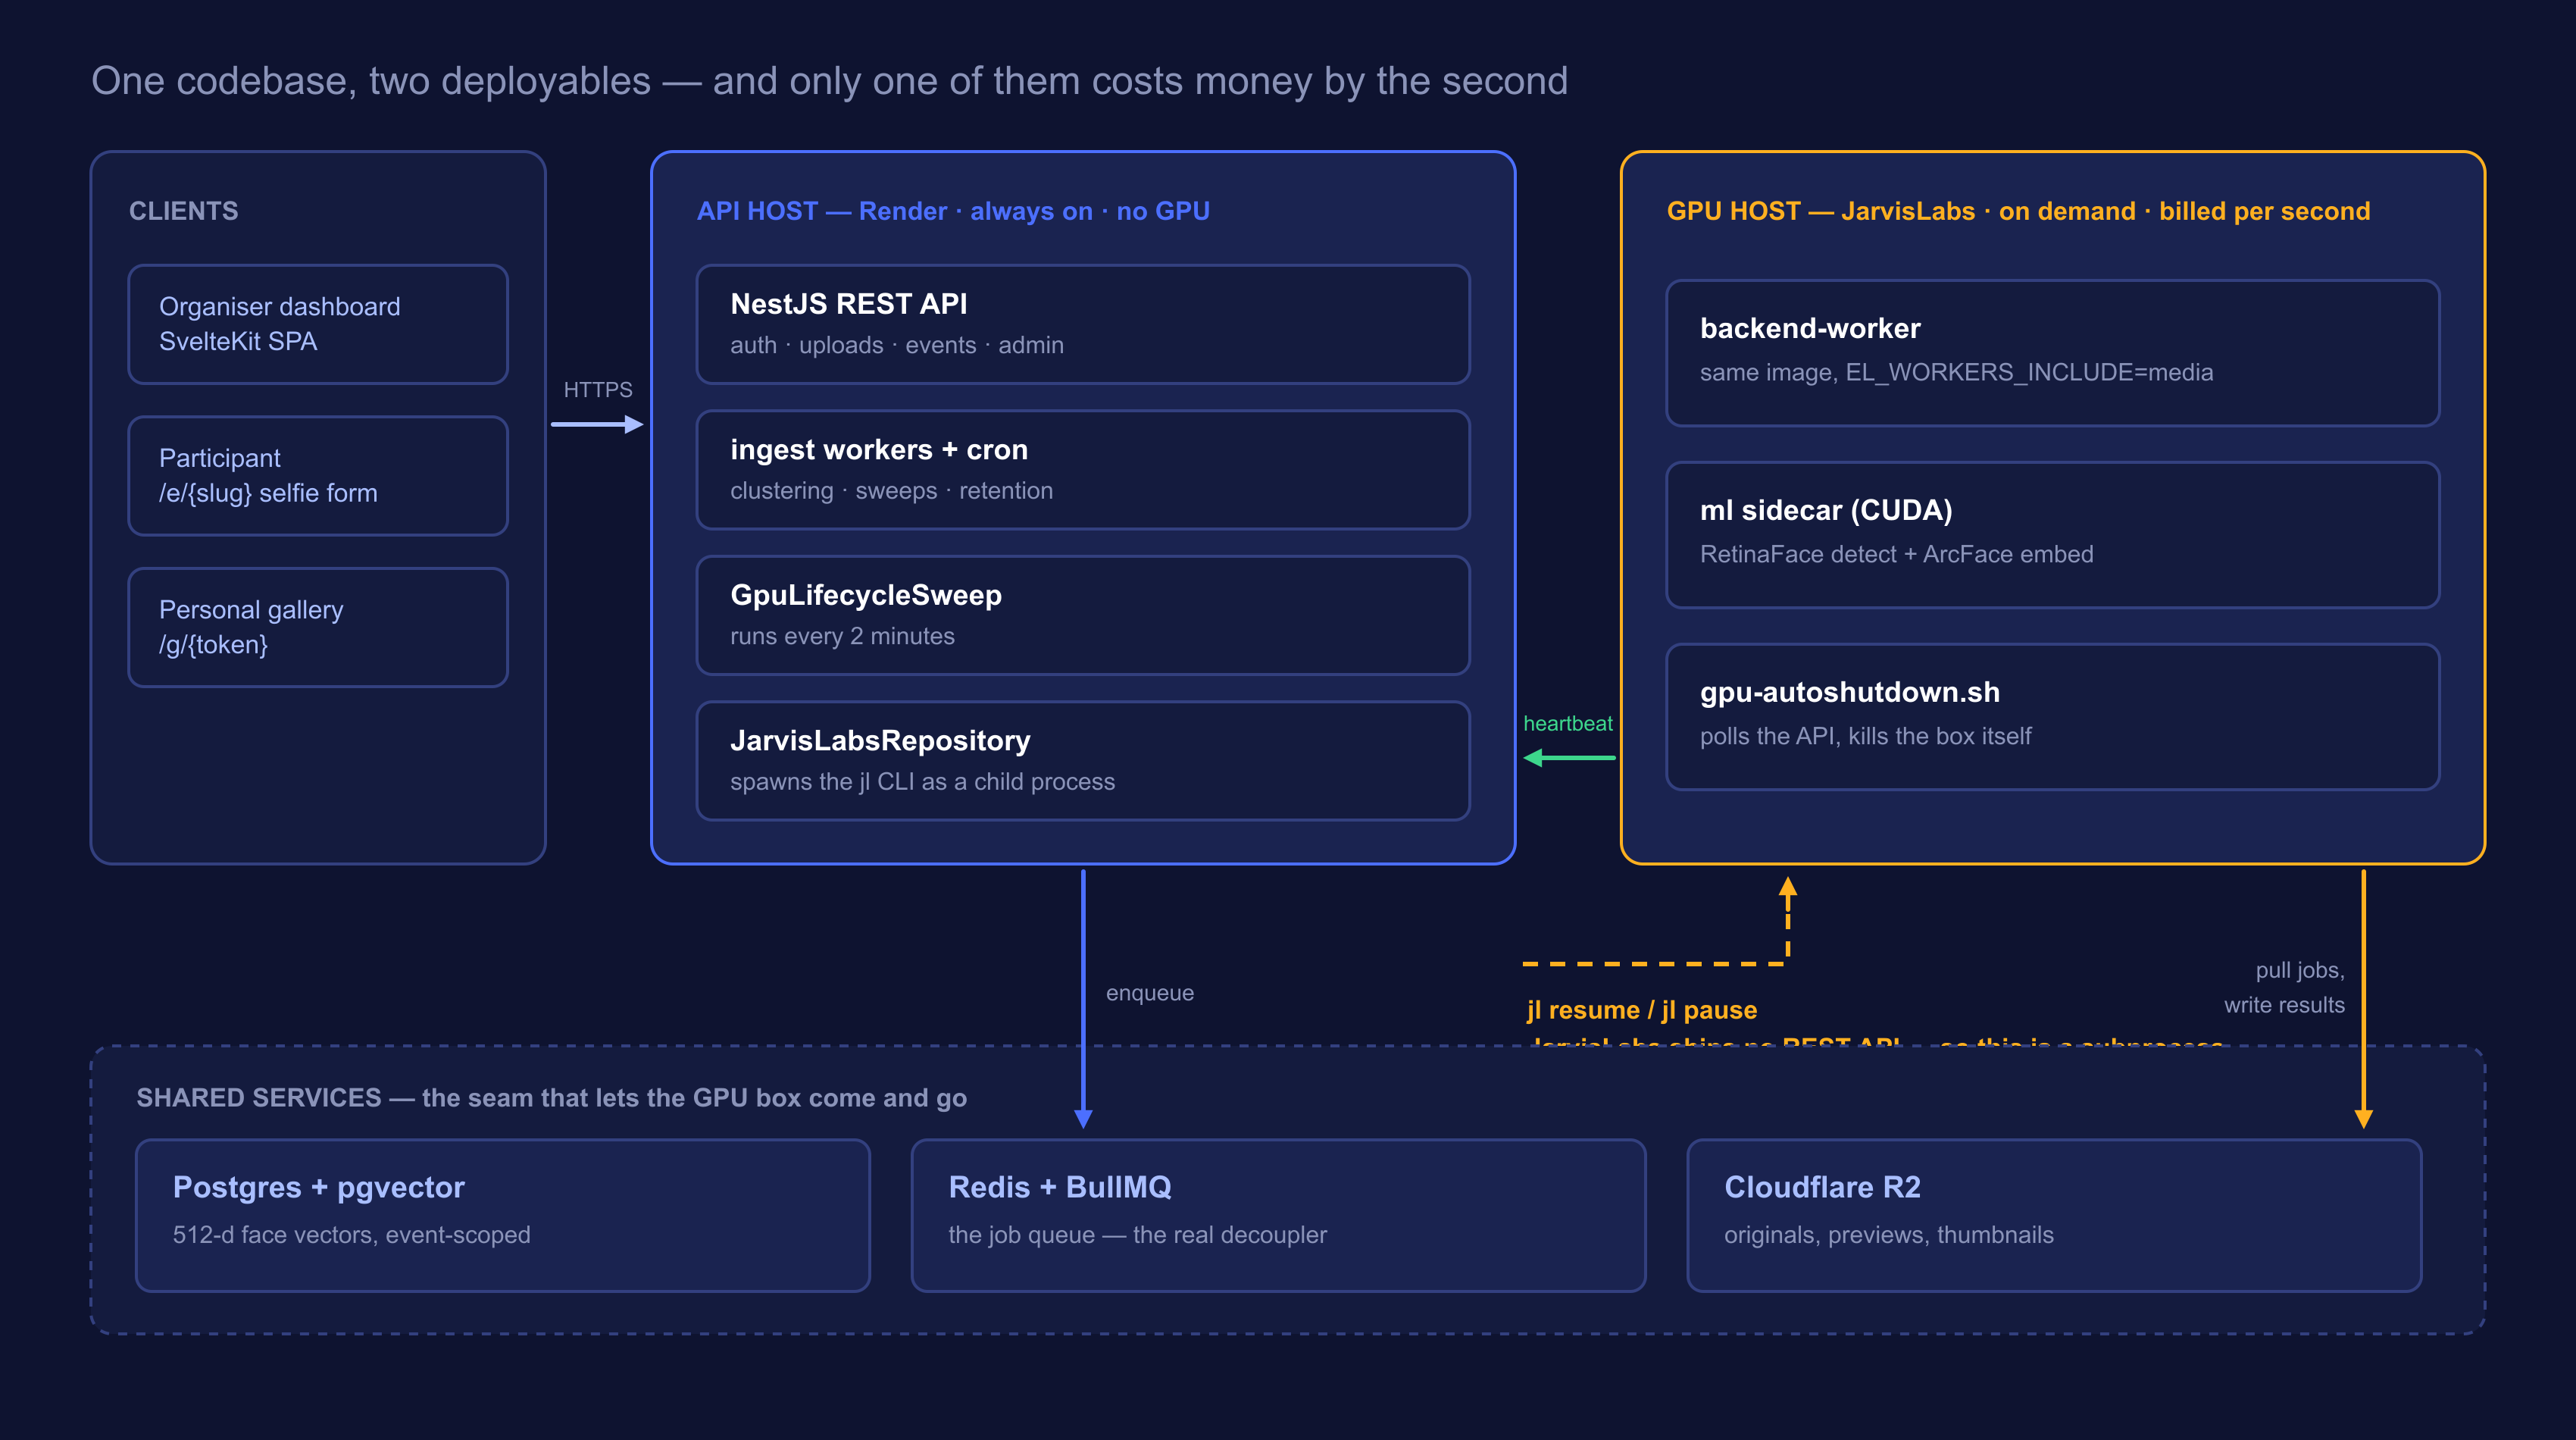 One codebase, two deployables — and only one of them costs money by the second
CLIENTS
Organiser dashboard
SvelteKit SPA
Participant
/e/{slug} selfie form
Personal gallery
/g/{token}
HTTPS
API HOST — Render · always on · no GPU
NestJS REST API
auth · uploads · events · admin
ingest workers + cron
clustering · sweeps · retention
GpuLifecycleSweep
runs every 2 minutes
JarvisLabsRepository
spawns the jl CLI as a child process
heartbeat
GPU HOST — JarvisLabs · on demand · billed per second
backend-worker
same image, EL_WORKERS_INCLUDE=media
ml sidecar (CUDA)
RetinaFace detect + ArcFace embed
gpu-autoshutdown.sh
polls the API, kills the box itself
enqueue
jl resume / jl pause
REST API
pull jobs,
write results
SHARED SERVICES — the seam that lets the GPU box come and go
Postgres + pgvector
512-d face vectors, event-scoped
Redis + BullMQ
the job queue — the real decoupler
Cloudflare R2
originals, previews, thumbnails